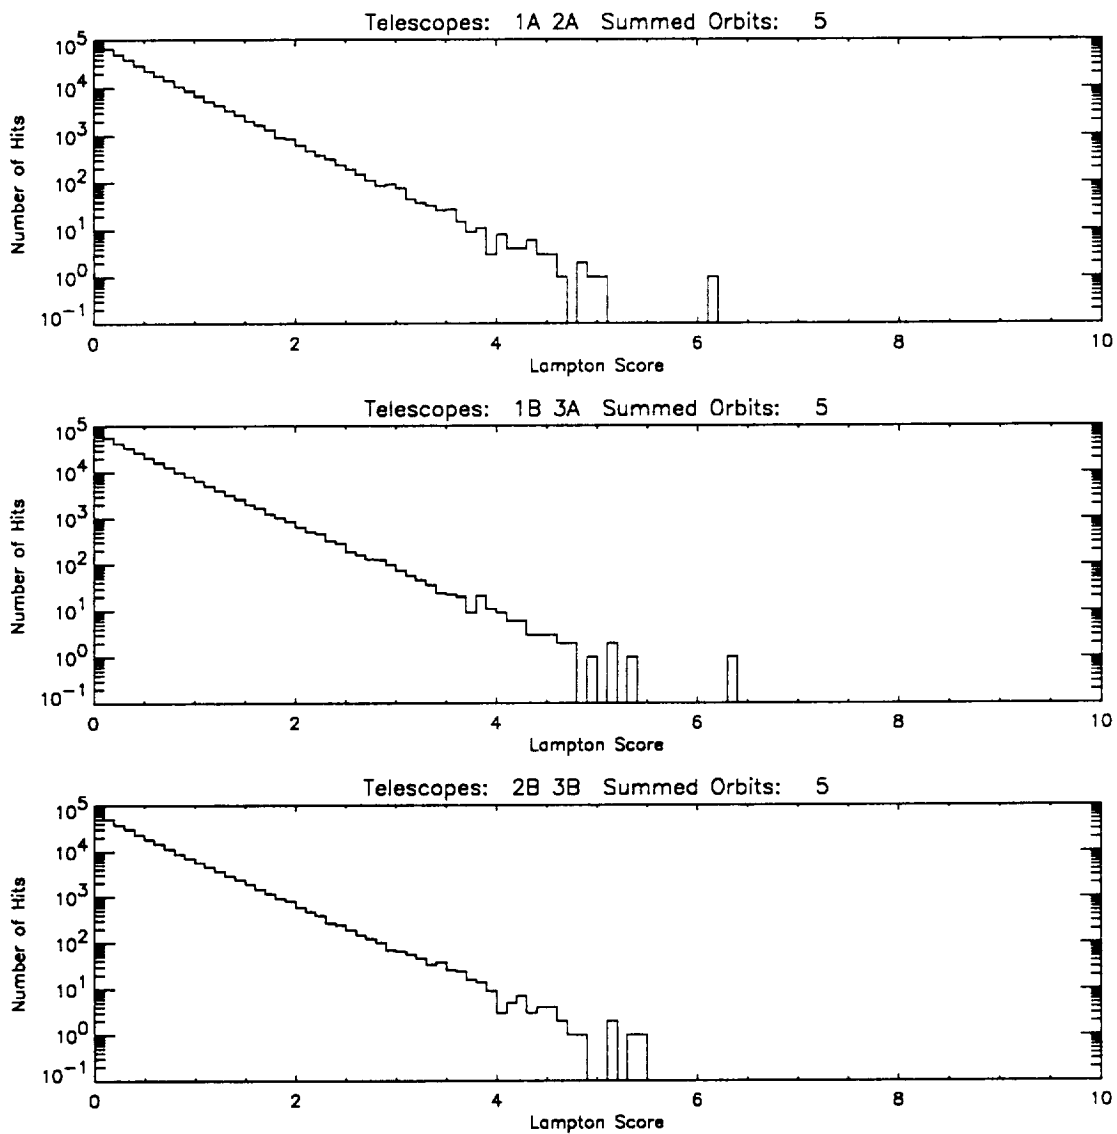 Telescopes: 1A 2A Summed Orbits: 5
Number of Hits
10^5
10^4
10^3
10^2
10^1
10^0
10^-1
0 2 4 6 8 10
Lampton Score
Telescopes: 1B 3A Summed Orbits: 5
Number of Hits
10^5
10^4
10^3
10^2
10^1
10^0
10^-1
0 2 4 6 8 10
Lampton Score
Telescopes: 2B 3B Summed Orbits: 5
Number of Hits
10^5
10^4
10^3
10^2
10^1
10^0
10^-1
0 2 4 6 8 10
Lampton Score